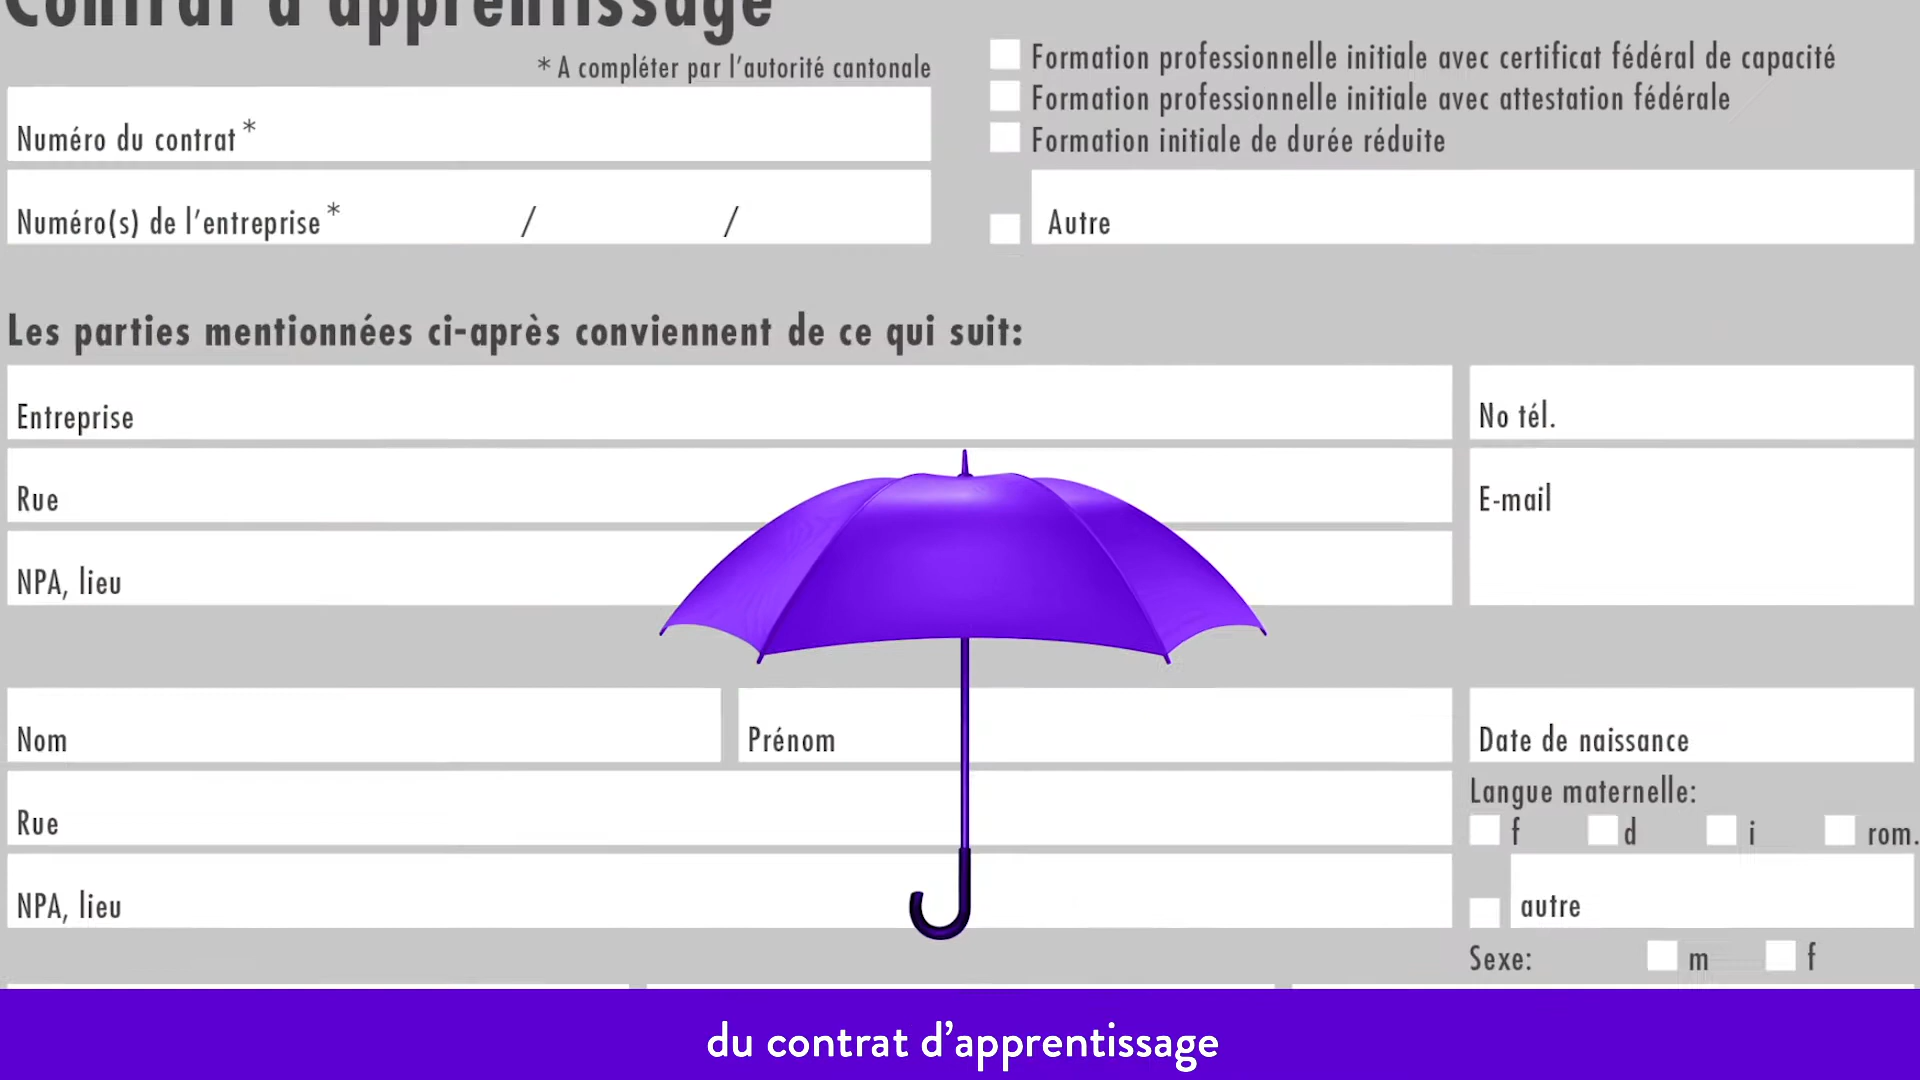 Contrat d'apprentissage
* A compléter par l'autorité cantonale
Formation professionnelle initiale avec certificat fédéral de capacité
Formation professionnelle initiale avec attestation fédérale
Formation initiale de durée réduite
Numéro du contrat*
Numéro(s) de l'entreprise* / /
Autre
Les parties mentionnées ci-après conviennent de ce qui suit:
Entreprise
No tél.
Rue
E-mail
NPA, lieu
Nom
Prénom
Date de naissance
Langue maternelle:
Rue
f d i rom.
NPA, lieu
autre
Sexe: m f
du contrat d'apprentissage